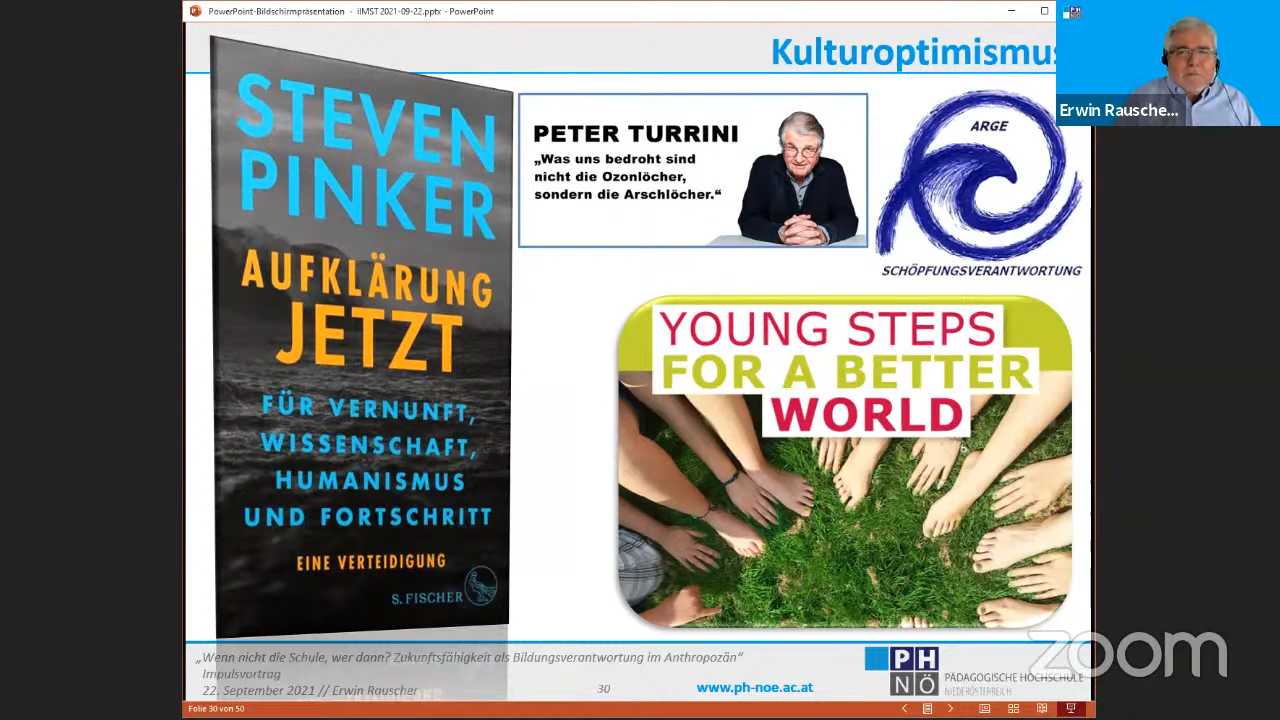 PowerPoint-Bildschirmpräsentation - iIMST 2021-09-22.pptx - PowerPoint
Kulturoptimismus
Erwin Rausche...
STEVEN
PINKER
AUFKLÄRUNG
JETZT
FÜR VERNUNFT,
WISSENSCHAFT,
HUMANISMUS
UND FORTSCHRITT
EINE VERTEIDIGUNG
S. FISCHER
PETER TURRINI
„Was uns bedroht sind
nicht die Ozonlöcher,
sondern die Arschlöcher.“
ARGE
SCHÖPFUNGSVERANTWORTUNG
YOUNG STEPS
FOR A BETTER
WORLD
„Wenn nicht die Schule, wer dann? Zukunftsfähigkeit als Bildungsverantwortung im Anthropozän“
Impulsvortrag
22. September 2021 // Erwin Rauscher
30
www.ph-noe.ac.at
PH
NÖ
PÄDAGOGISCHE HOCHSCHULE
NIEDERÖSTERREICH
zoom
Folie 30 von 50